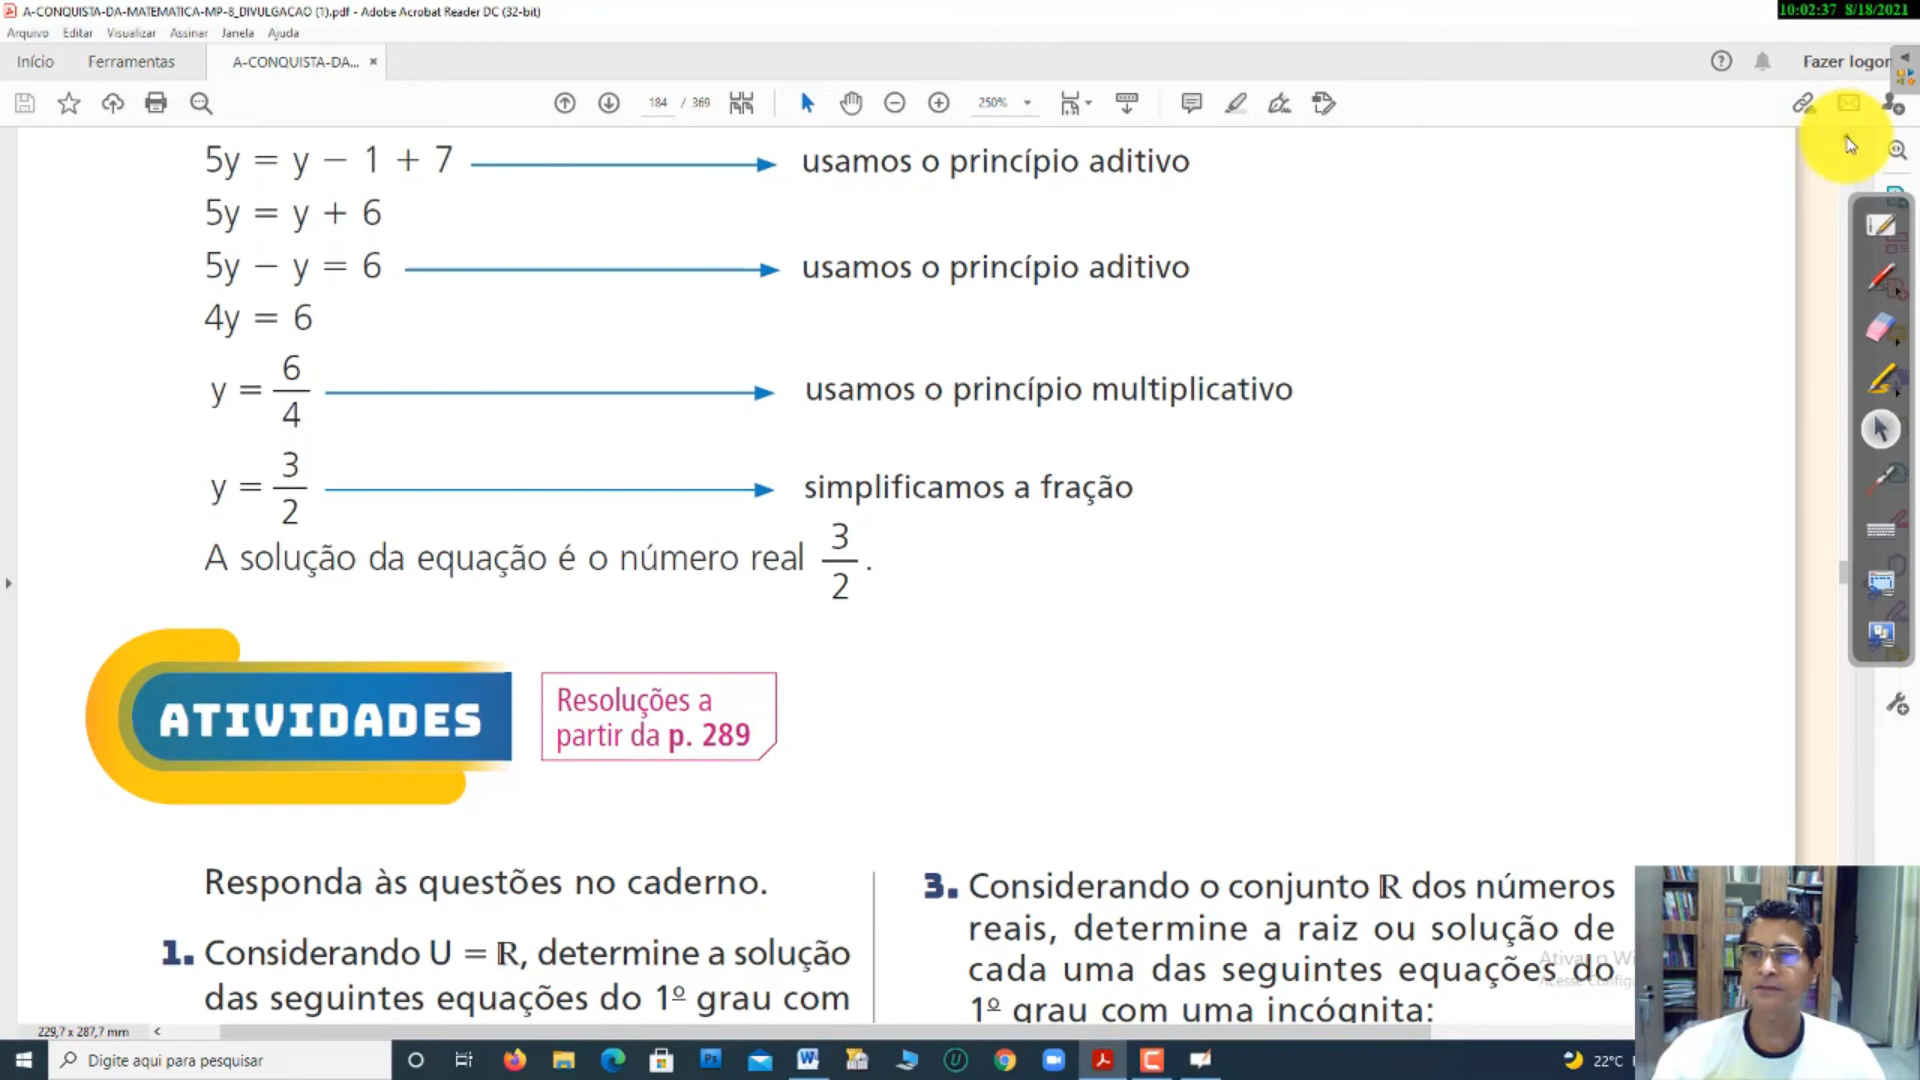 A-CONQUISTA-DA-MATEMATICA-MP-8_DIVULGACAO (1).pdf - Adobe Acrobat Reader DC (32-bit)
10:02:37 8/18/2021
Arquivo Editar Visualizar Assinar Janela Ajuda
Início Ferramentas A-CONQUISTA-DA... × Fazer logon
184 / 369 250%
5y = y − 1 + 7 usamos o princípio aditivo
5y = y + 6
5y − y = 6 usamos o princípio aditivo
4y = 6
y = 6/4 usamos o princípio multiplicativo
y = 3/2 simplificamos a fração
A solução da equação é o número real 3/2.
ATIVIDADES
Resoluções a
partir da p. 289
Responda às questões no caderno.
1. Considerando U = ℝ, determine a solução
das seguintes equações do 1º grau com
3. Considerando o conjunto ℝ dos números
reais, determine a raiz ou solução de
cada uma das seguintes equações do
1º grau com uma incógnita:
Ativar o Wi
229,7 x 287,7 mm
Digite aqui para pesquisar
22°C